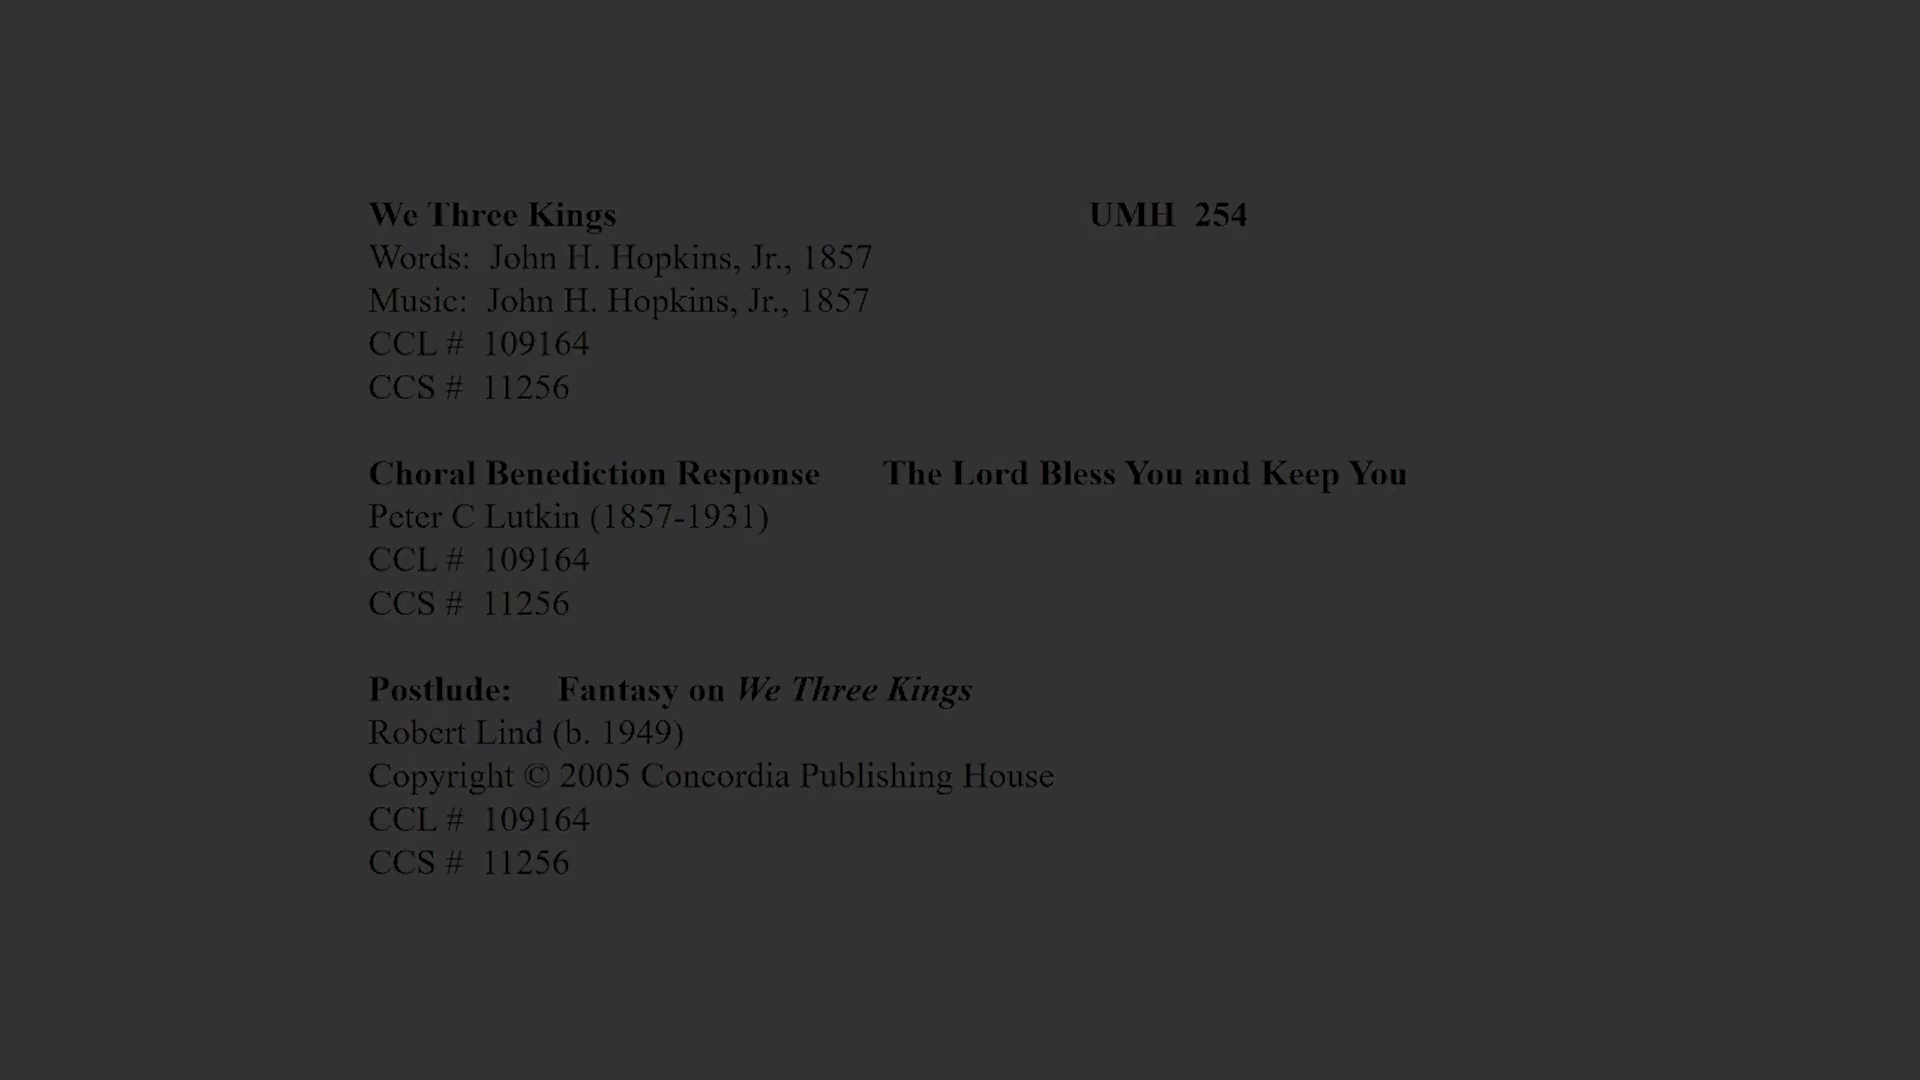 We Three Kings UMH 254
Words: John H. Hopkins, Jr., 1857
Music: John H. Hopkins, Jr., 1857
CCL # 109164
CCS # 11256
Choral Benediction Response The Lord Bless You and Keep You
Peter C Lutkin (1857-1931)
CCL # 109164
CCS # 11256
Postlude: Fantasy on We Three Kings
Robert Lind (b. 1949)
Copyright © 2005 Concordia Publishing House
CCL # 109164
CCS # 11256